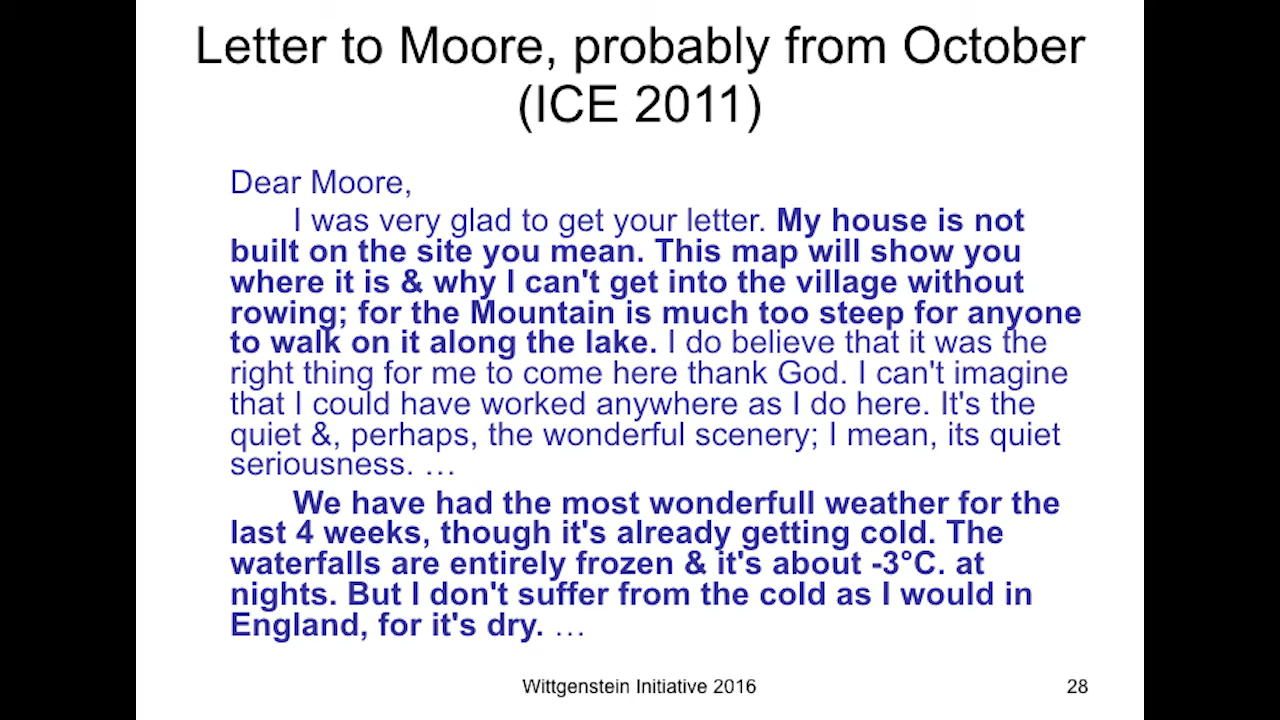 Letter to Moore, probably from October
(ICE 2011)
Dear Moore,
I was very glad to get your letter. My house is not
built on the site you mean. This map will show you
where it is & why I can't get into the village without
rowing; for the Mountain is much too steep for anyone
to walk on it along the lake. I do believe that it was the
right thing for me to come here thank God. I can't imagine
that I could have worked anywhere as I do here. It's the
quiet &, perhaps, the wonderful scenery; I mean, its quiet
seriousness. …
We have had the most wonderfull weather for the
last 4 weeks, though it's already getting cold. The
waterfalls are entirely frozen & it's about -3°C. at
nights. But I don't suffer from the cold as I would in
England, for it's dry. …
Wittgenstein Initiative 2016
28